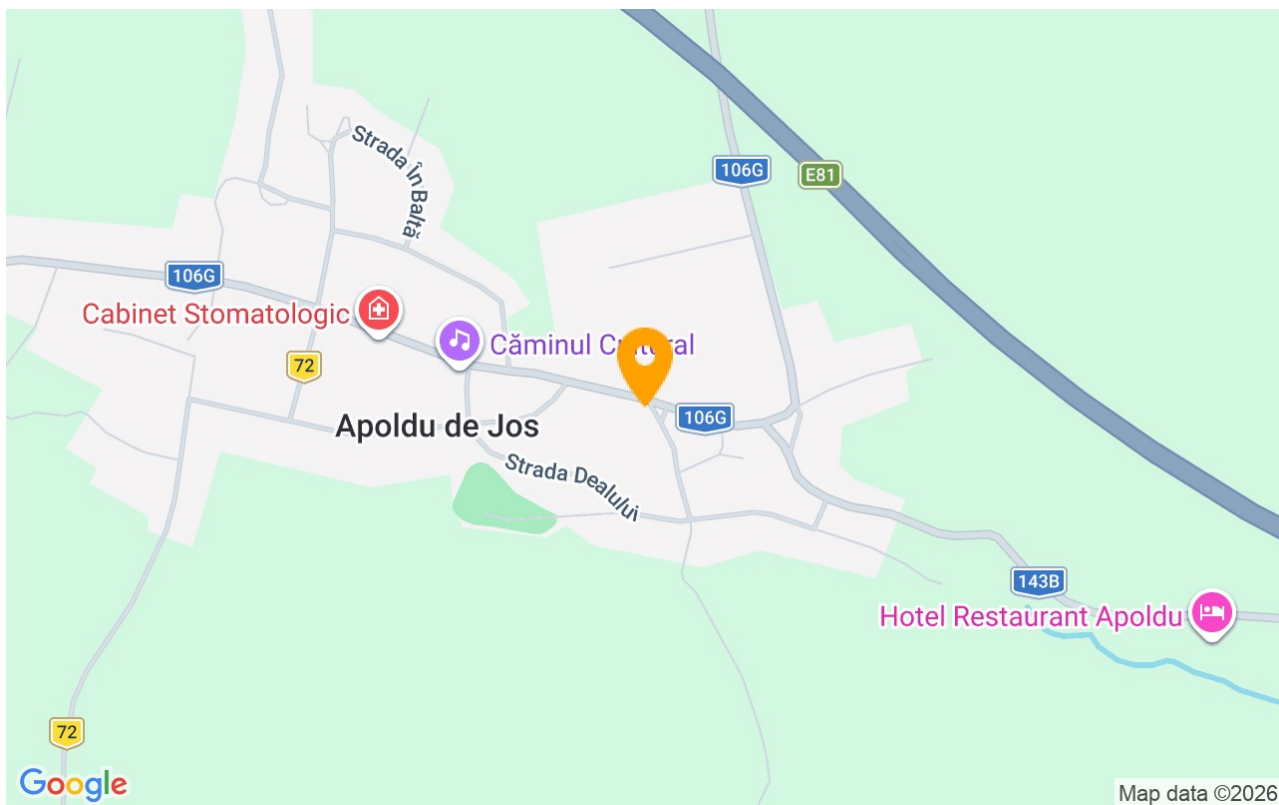 Strada În Baltă
106G
E81
106G
Cabinet Stomatologic
Căminul Cultural
72
106G
Apoldu de Jos
Strada Dealului
143B
Hotel Restaurant Apoldu
72
Google
Map data ©2026